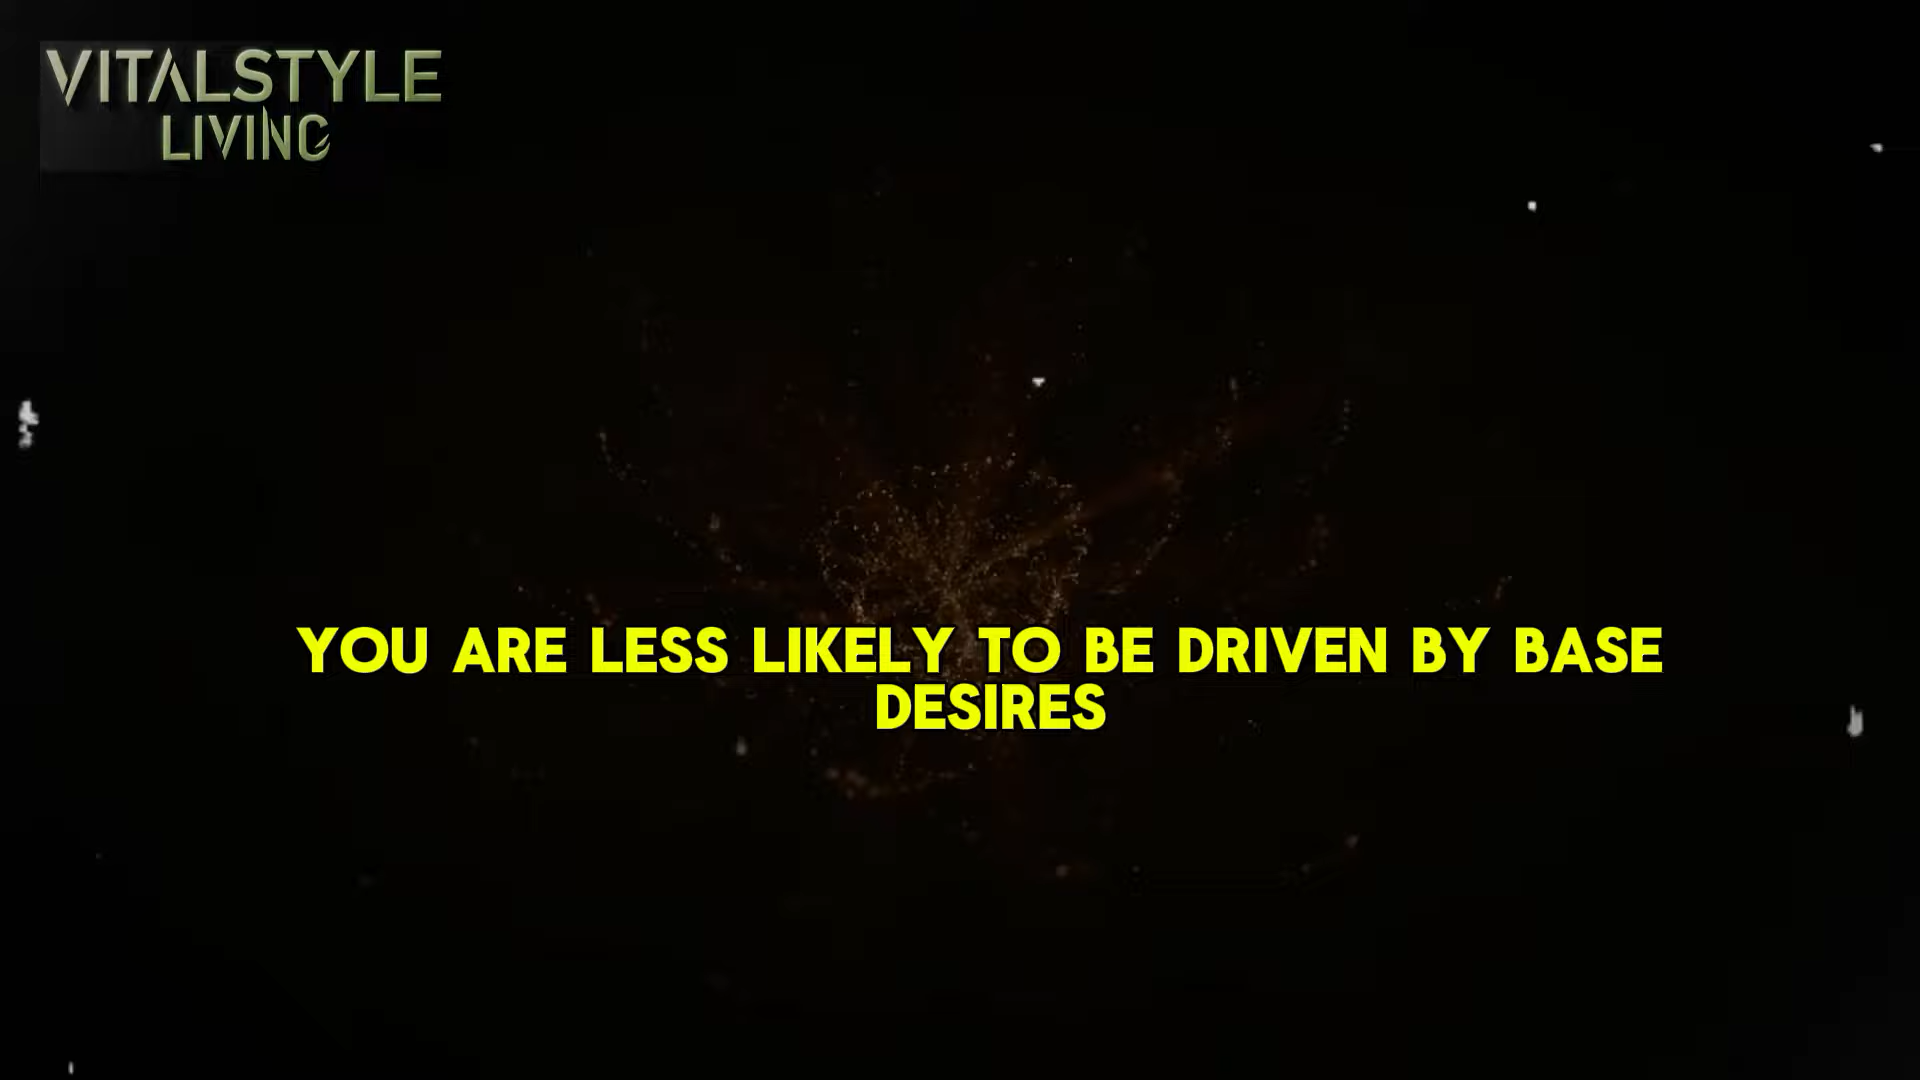 VITALSTYLE
LIVING
YOU ARE LESS LIKELY TO BE DRIVEN BY BASE
DESIRES